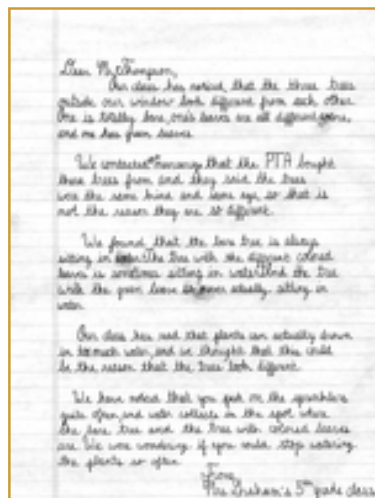 Dear Mr. Thompson,
Our class has noticed that the three trees
outside our window look different from each other.
One is totally bare, one's leaves are all different colors,
and one has green leaves.
We contacted nursery that the PTA bought
these trees from and they said the trees
were the same kind and same age, so that is
not the reason they are so different.
We found that the bare tree is always
sitting in water. The tree with the different colored
leaves is sometimes sitting in water. And the tree
with the green leaves is never actually sitting in
water.
Our class has read that plants can actually drown
in too much water, and we thought that this could
be the reason that the trees look different.
We have noticed that you put on the sprinklers
quite often and water collects in the spot where
the bare tree and the tree with colored leaves
are. We were wondering if you could stop watering
the plants so often.
From,
Mrs. Graham's 5th grade class